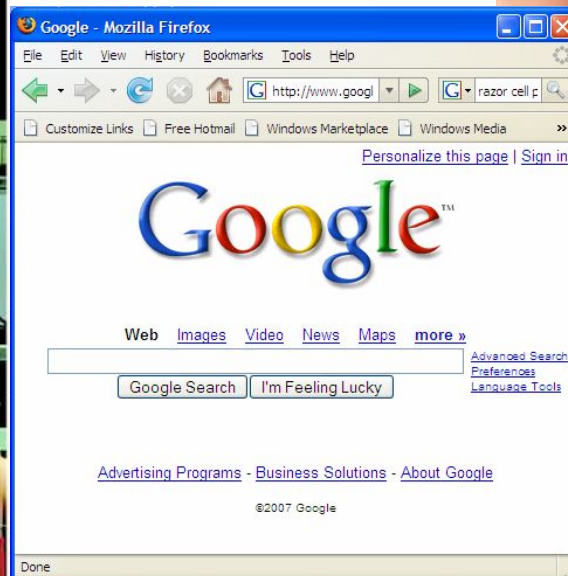 Google - Mozilla Firefox
File Edit View History Bookmarks Tools Help
G http://www.googl G razor cell p
Customize Links Free Hotmail Windows Marketplace Windows Media »
Personalize this page | Sign in
Google™
Web Images Video News Maps more »
Advanced Search
Preferences
Language Tools
Google Search I'm Feeling Lucky
Advertising Programs - Business Solutions - About Google
©2007 Google
Done